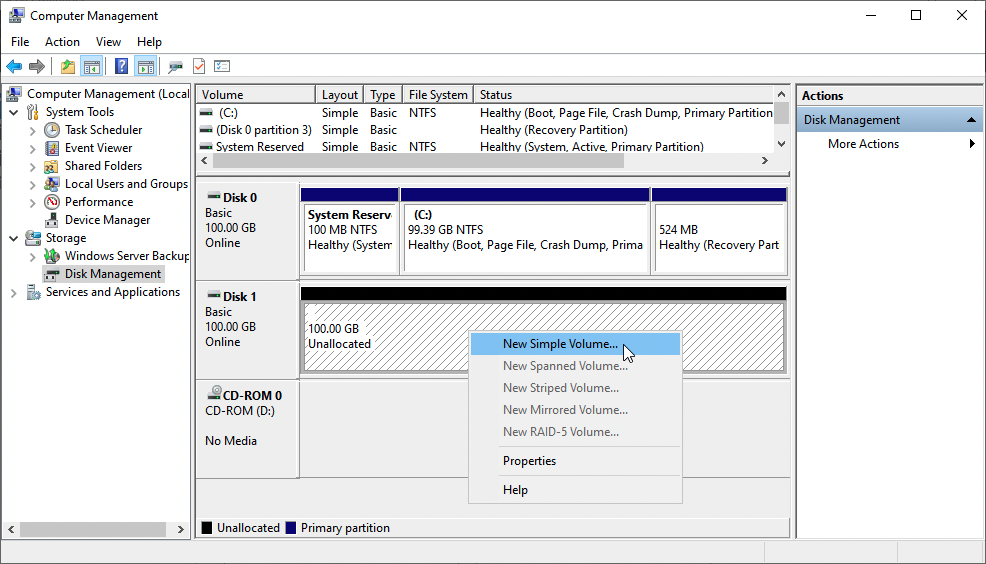 Computer Management
File Action View Help
Computer Management (Local
System Tools
Task Scheduler
Event Viewer
Shared Folders
Local Users and Groups
Performance
Device Manager
Storage
Windows Server Backup
Disk Management
Services and Applications
Volume Layout Type File System Status
(C:) Simple Basic NTFS Healthy (Boot, Page File, Crash Dump, Primary Partition
(Disk 0 partition 3) Simple Basic Healthy (Recovery Partition)
System Reserved Simple Basic NTFS Healthy (System, Active, Primary Partition)
Disk 0
Basic
100.00 GB
Online
System Reserv
100 MB NTFS
Healthy (System
(C:)
99.39 GB NTFS
Healthy (Boot, Page File, Crash Dump, Prima
524 MB
Healthy (Recovery Part
Disk 1
Basic
100.00 GB
Online
100.00 GB
Unallocated
CD-ROM 0
CD-ROM (D:)
No Media
New Simple Volume...
New Spanned Volume...
New Striped Volume...
New Mirrored Volume...
New RAID-5 Volume...
Properties
Help
Unallocated Primary partition
Actions
Disk Management
More Actions